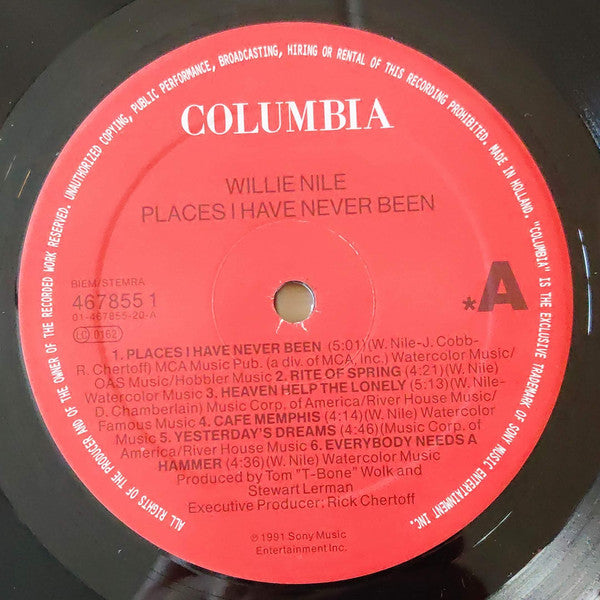 ALL RIGHTS OF THE PRODUCER AND OF THE OWNER OF THE RECORDED WORK RESERVED. UNAUTHORIZED COPYING, PUBLIC PERFORMANCE, BROADCASTING, HIRING OR RENTAL OF THIS RECORDING PROHIBITED. MADE IN HOLLAND. "COLUMBIA" IS THE EXCLUSIVE TRADEMARK OF SONY MUSIC ENTERTAINMENT INC.
COLUMBIA
WILLIE NILE
PLACES I HAVE NEVER BEEN
BIEM/STEMRA
467855 1
01-467855-20-A
LC 0162
*A
1. PLACES I HAVE NEVER BEEN (5:01)(W. Nile-J. Cobb-
R. Chertoff) MCA Music Pub. (a div. of MCA, Inc.) Watercolor Music/
OAS Music/Hobbler Music 2. RITE OF SPRING (4:21)(W. Nile)
Watercolor Music 3. HEAVEN HELP THE LONELY (5:13)(W. Nile-
D. Chamberlain) Music Corp. of America/River House Music/
Famous Music 4. CAFE MEMPHIS (4:14)(W. Nile) Watercolor
Music 5. YESTERDAY'S DREAMS (4:46)(Music Corp. of
America/River House Music) 6. EVERYBODY NEEDS A
HAMMER (4:36)(W. Nile) Watercolor Music
Produced by Tom "T-Bone" Wolk and
Stewart Lerman
Executive Producer: Rick Chertoff
℗ 1991 Sony Music
Entertainment Inc.